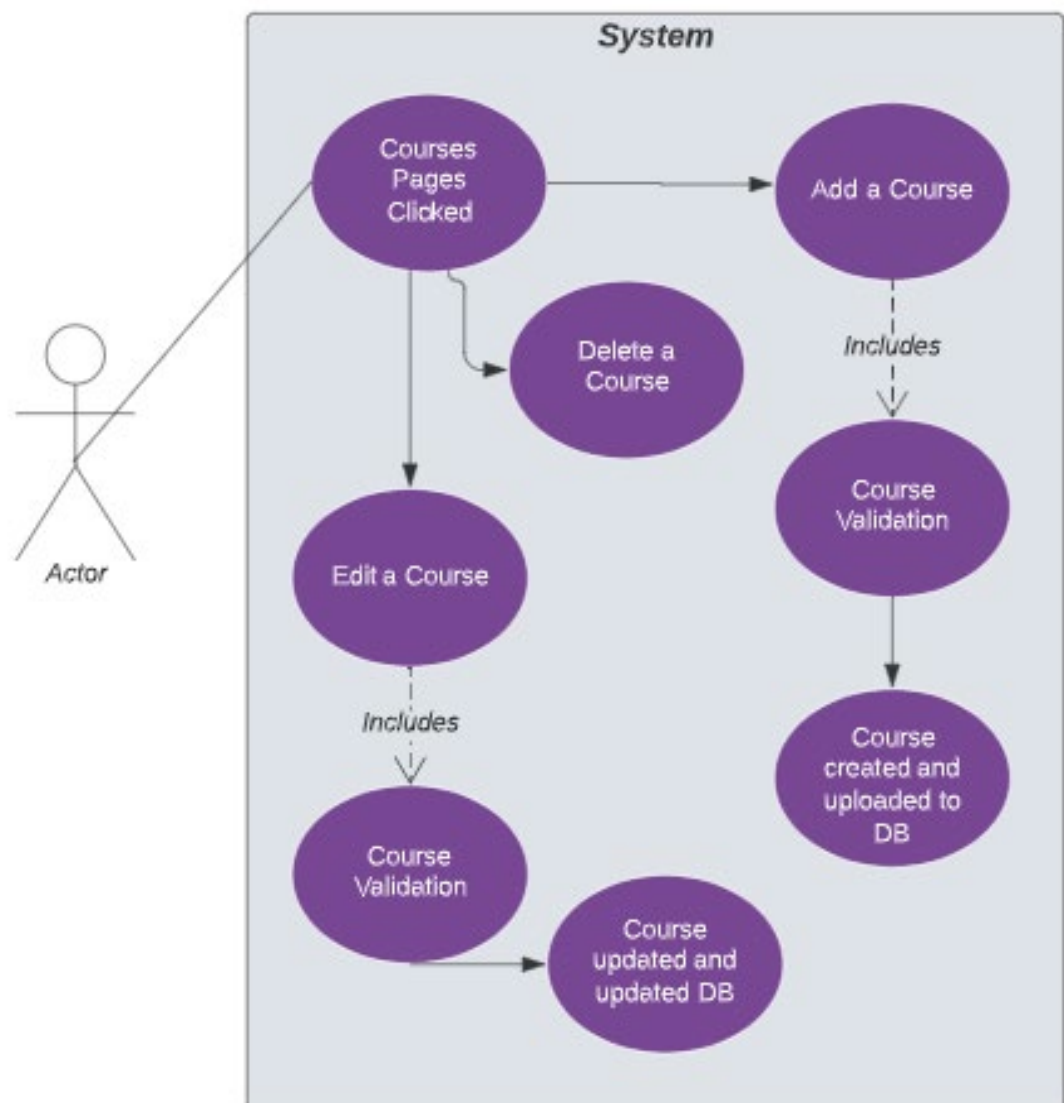 System
Courses
Pages
Clicked
Add a Course
Delete a
Course
Includes
Course
Validation
Actor
Edit a Course
Includes
Course
created and
uploaded to
DB
Course
Validation
Course
updated and
updated DB